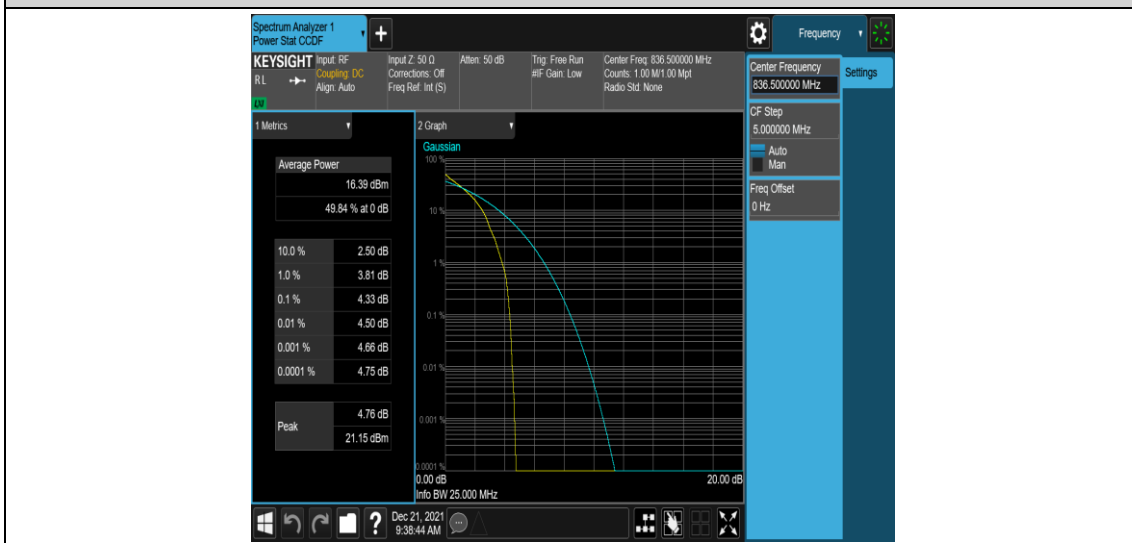 Spectrum Analyzer 1
Power Stat CCDF
Frequency
KEYSIGHT
RL
Input: RF
Coupling: DC
Align: Auto
Input Z: 50 Ω
Corrections: Off
Freq Ref: Int (S)
Atten: 50 dB
Trig: Free Run
#IF Gain: Low
Center Freq: 836.500000 MHz
Counts: 1.00 M/1.00 Mpt
Radio Std: None
Center Frequency
836.500000 MHz
Settings
CF Step
5.000000 MHz
Auto
Man
Freq Offset
0 Hz
1 Metrics
Average Power
16.39 dBm
49.84 % at 0 dB
10.0 % 2.50 dB
1.0 % 3.81 dB
0.1 % 4.33 dB
0.01 % 4.50 dB
0.001 % 4.66 dB
0.0001 % 4.75 dB
Peak
4.76 dB
21.15 dBm
2 Graph
Gaussian
100 %
10 %
1 %
0.1 %
0.01 %
0.001 %
0.0001 %
0.00 dB 20.00 dB
Info BW 25.000 MHz
?
Dec 21, 2021
9:38:44 AM